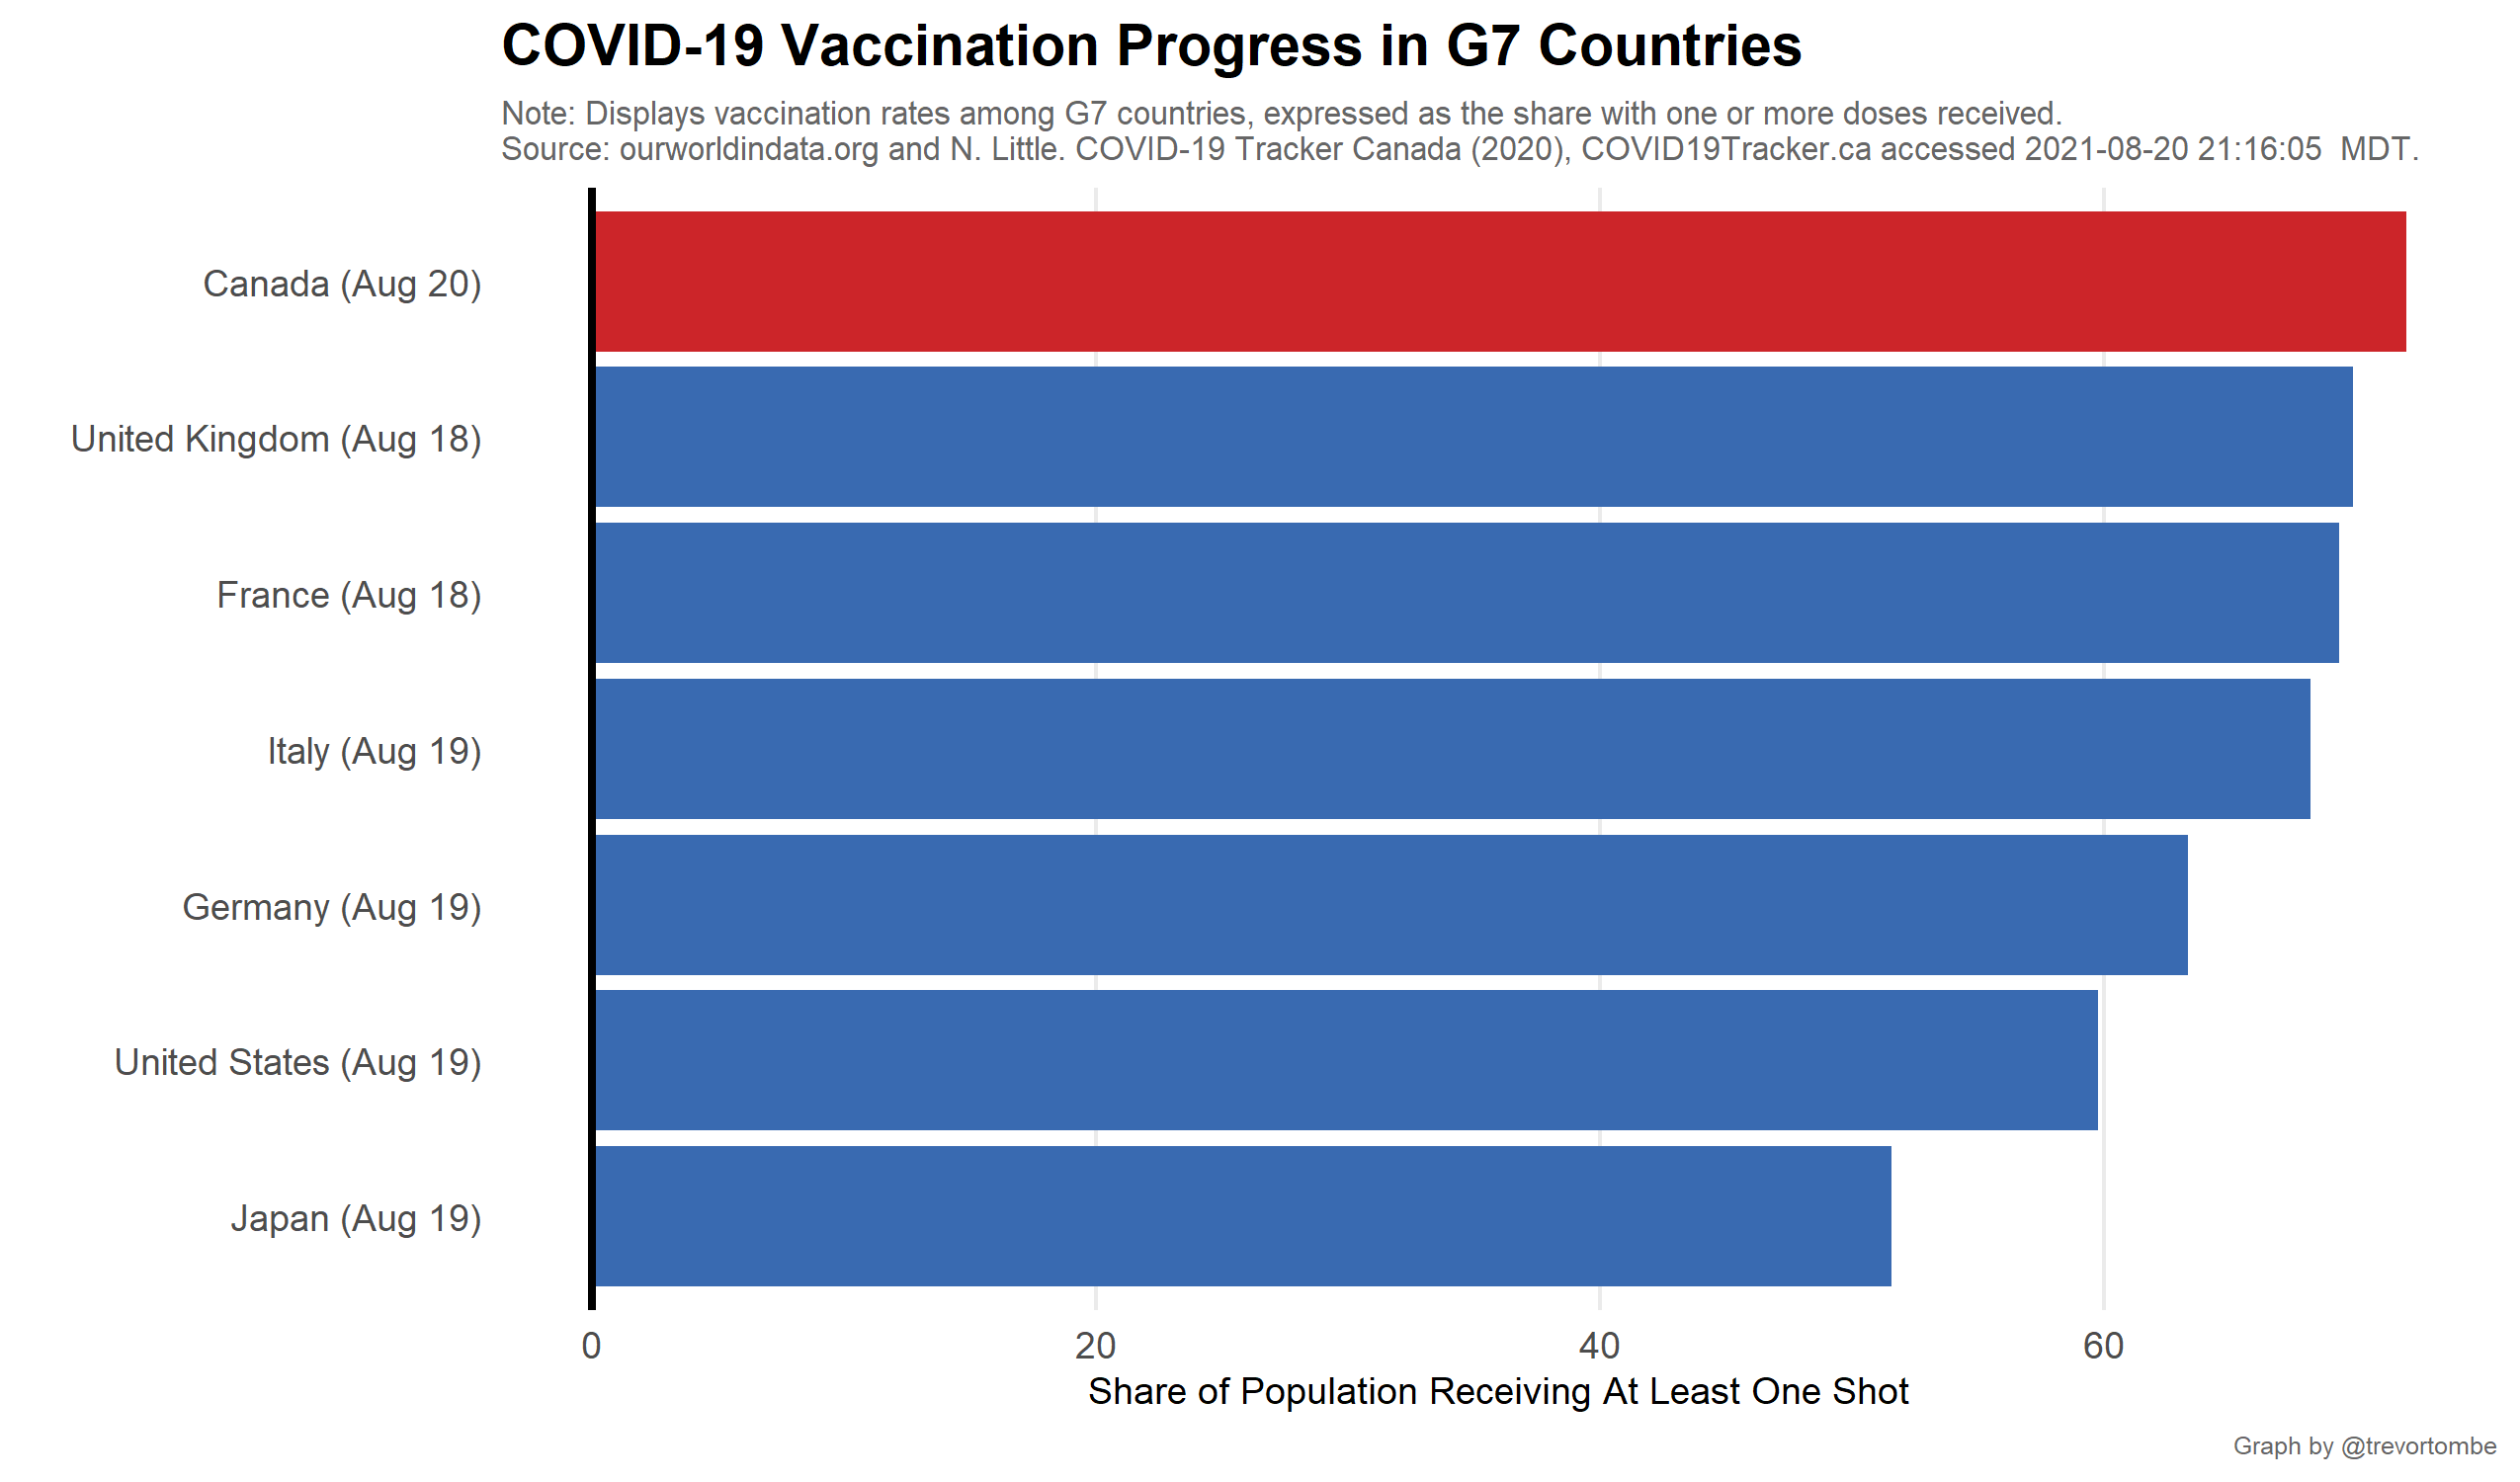 COVID-19 Vaccination Progress in G7 Countries
Note: Displays vaccination rates among G7 countries, expressed as the share with one or more doses received.
Source: ourworldindata.org and N. Little. COVID-19 Tracker Canada (2020), COVID19Tracker.ca accessed 2021-08-20 21:16:05  MDT.
Canada (Aug 20)
United Kingdom (Aug 18)
France (Aug 18)
Italy (Aug 19)
Germany (Aug 19)
United States (Aug 19)
Japan (Aug 19)
0 20 40 60
Share of Population Receiving At Least One Shot
Graph by @trevortombe